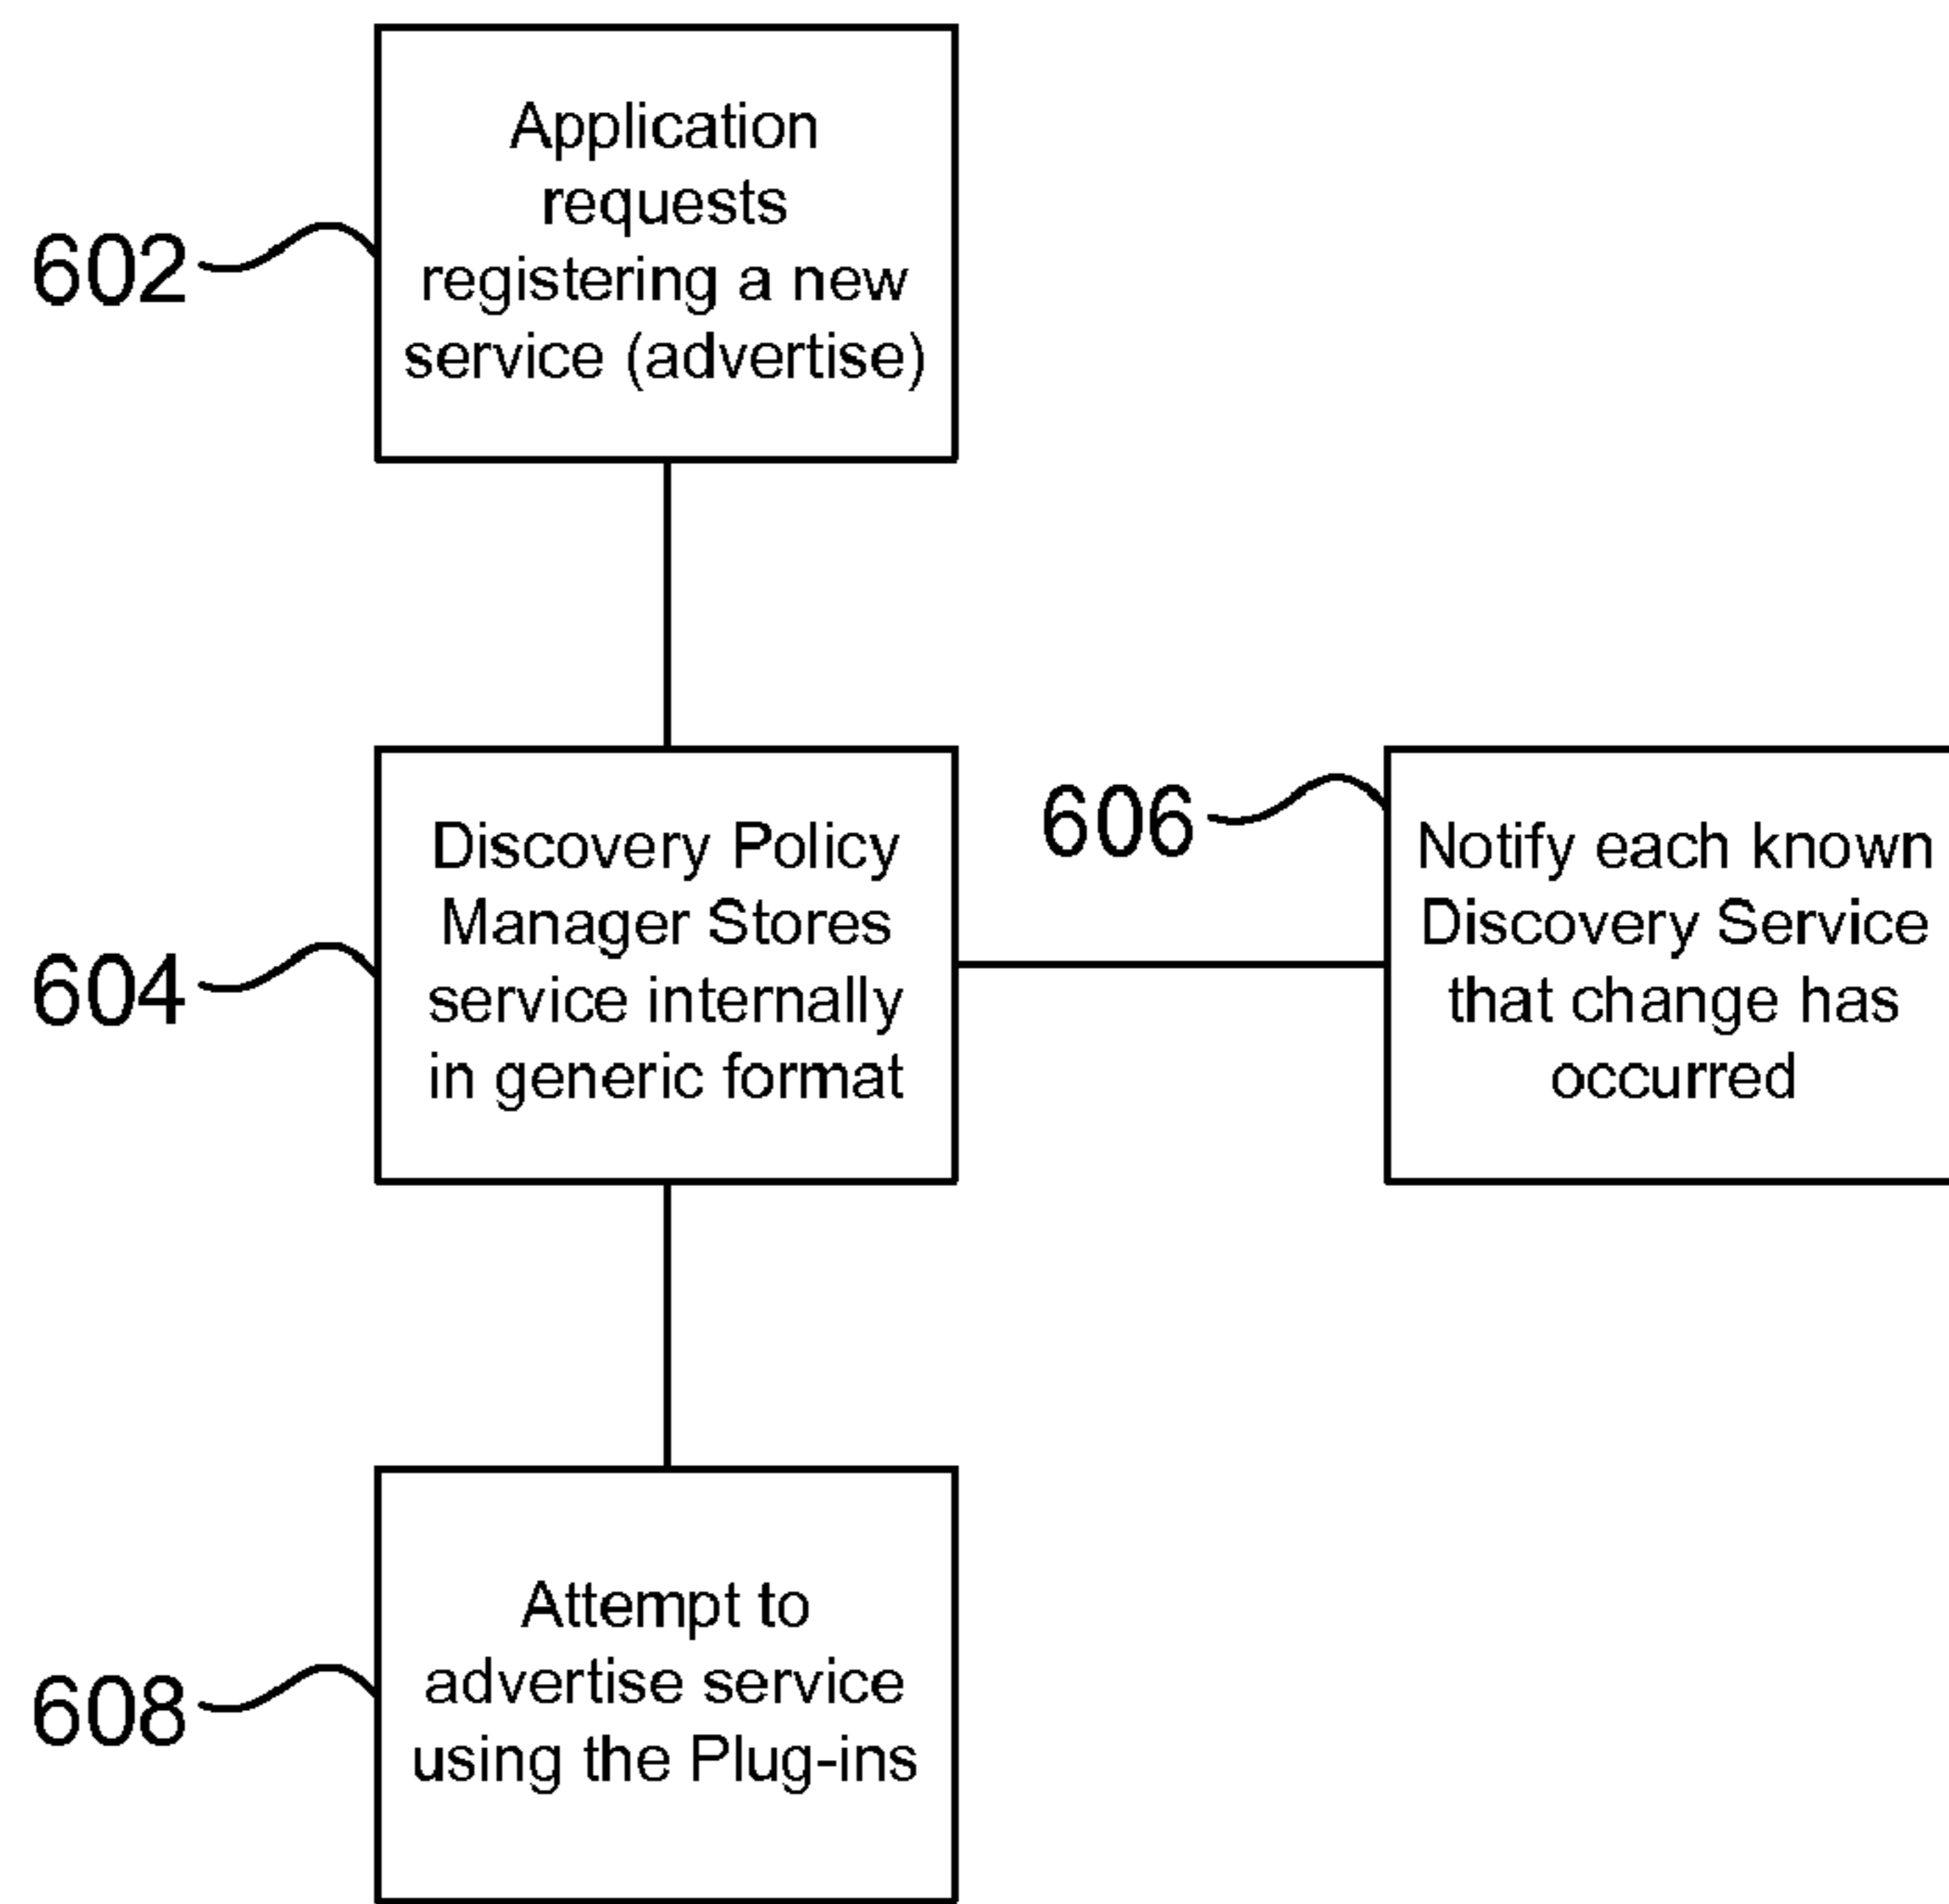 602
Application
requests
registering a new
service (advertise)
604
Discovery Policy
Manager Stores
service internally
in generic format
606
Notify each known
Discovery Service
that change has
occurred
608
Attempt to
advertise service
using the Plug-ins